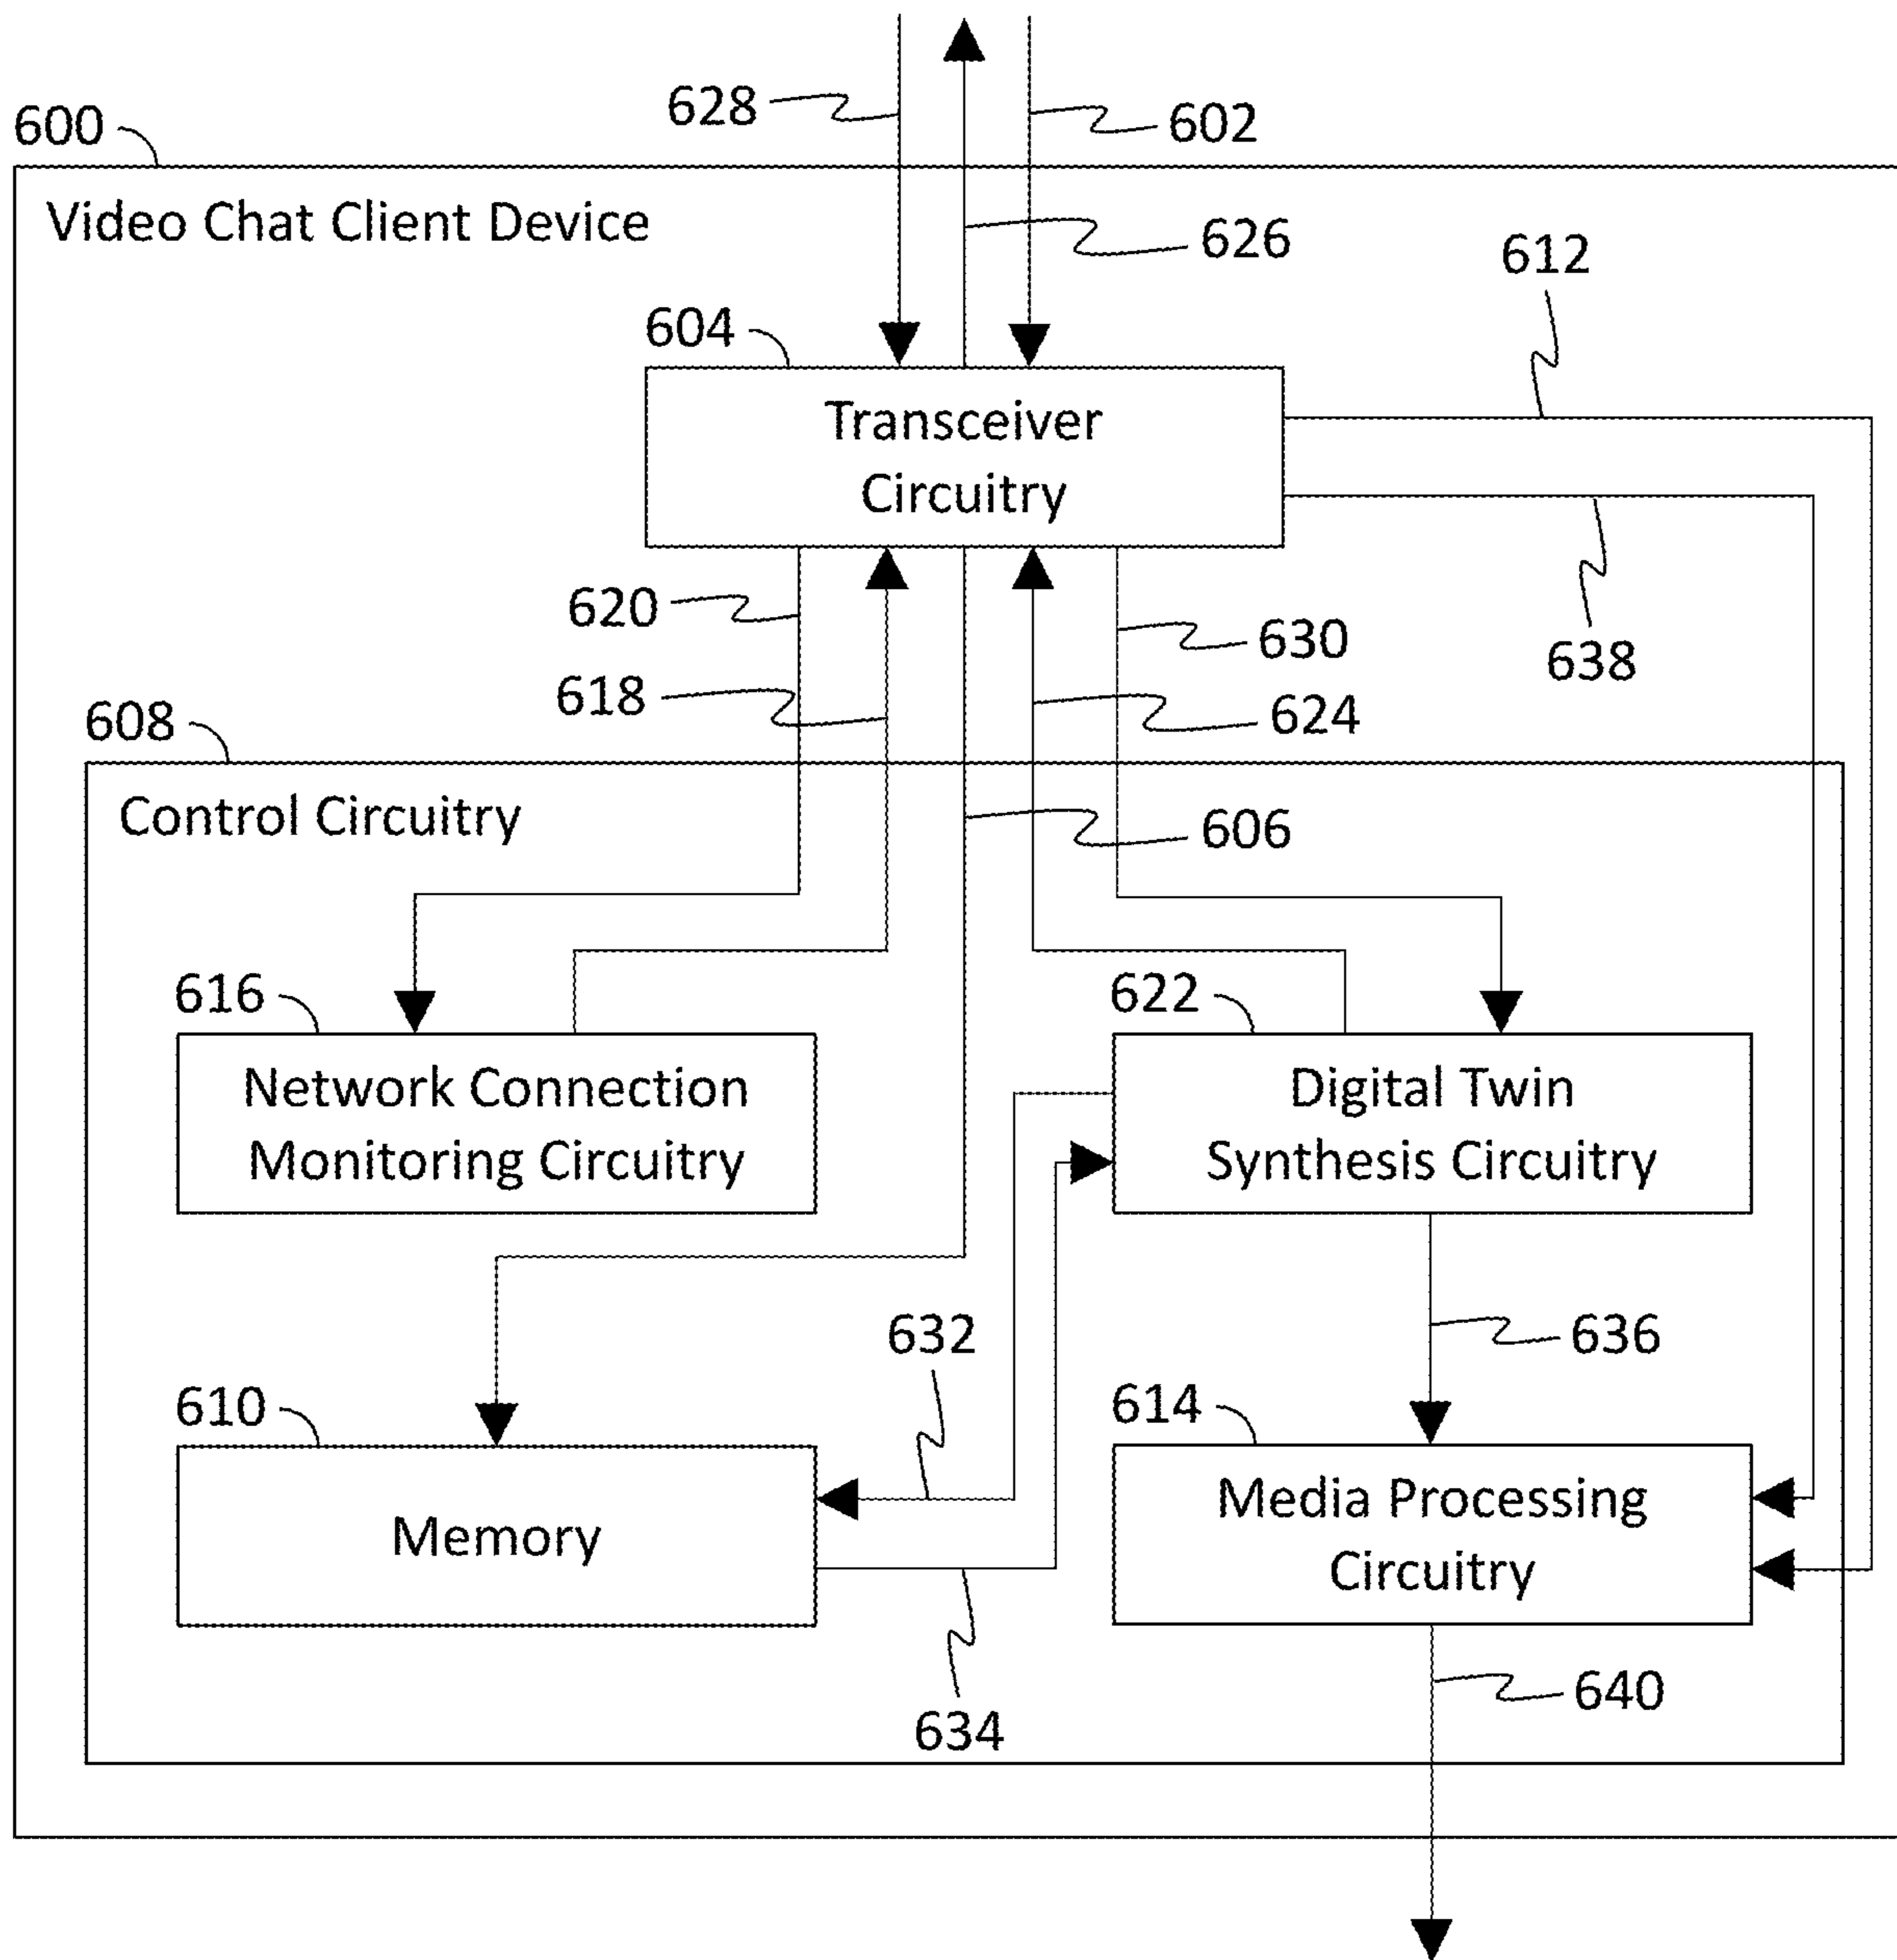 628
602
600
Video Chat Client Device
626
612
604
Transceiver
Circuitry
620
630
638
618
624
608
Control Circuitry
606
616
622
Network Connection
Monitoring Circuitry
Digital Twin
Synthesis Circuitry
632
636
610
614
Memory
Media Processing
Circuitry
634
640